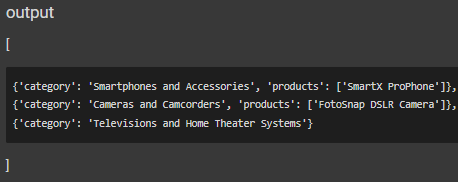 output
[
{'category': 'Smartphones and Accessories', 'products': ['SmartX ProPhone']},
{'category': 'Cameras and Camcorders', 'products': ['FotoSnap DSLR Camera']},
{'category': 'Televisions and Home Theater Systems'}
]